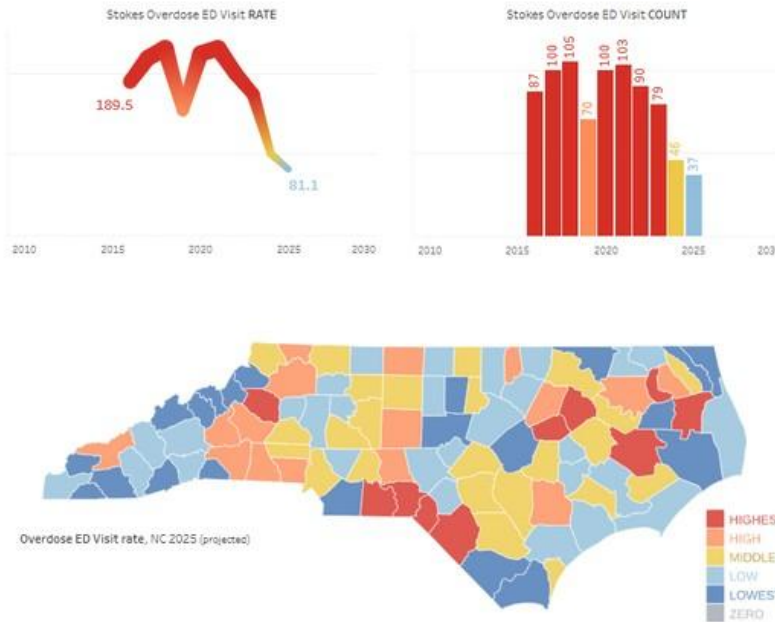 Stokes Overdose ED Visit RATE
189.5
81.1
2010 2015 2020 2025 2030
Stokes Overdose ED Visit COUNT
87 100 105 70 100 103 90 79 46 37
2010 2015 2020 2025 203
Overdose ED Visit rate, NC 2025 (projected)
HIGHES
HIGH
MIDDLE
LOW
LOWEST
ZERO